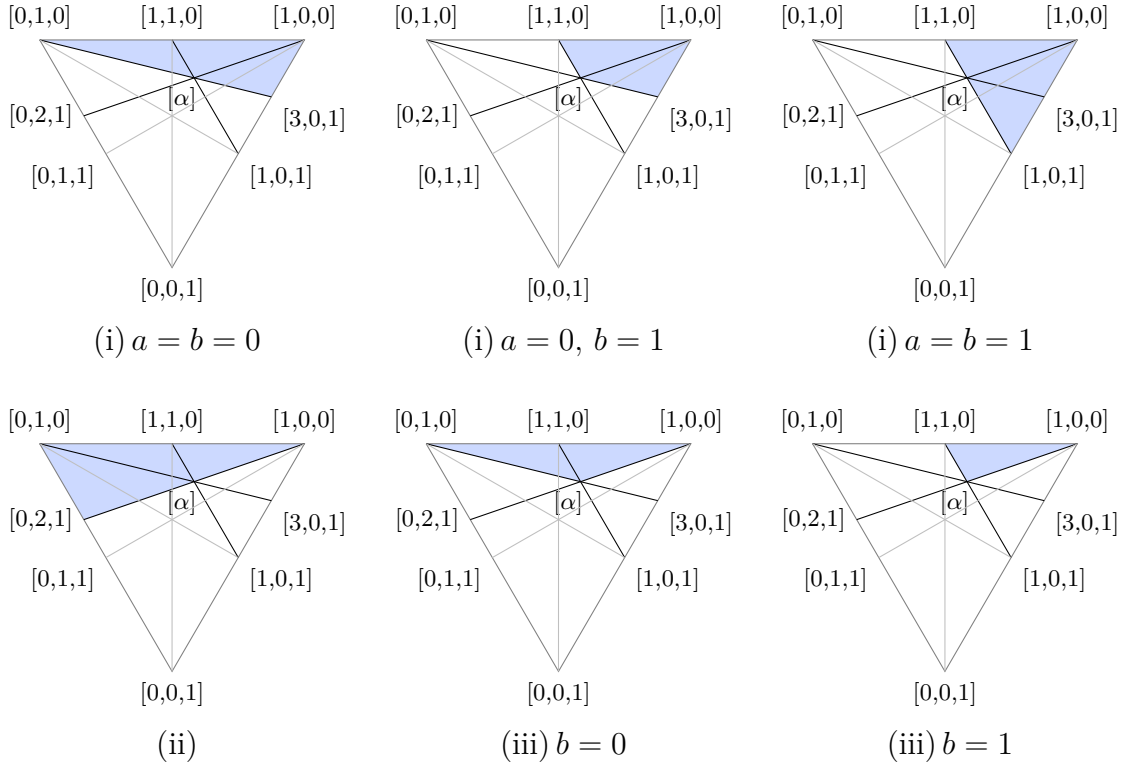 [0,1,0] [1,1,0] [1,0,0] [0,1,0] [1,1,0] [1,0,0] [0,1,0] [1,1,0] [1,0,0]
[α] [α] [α]
[0,2,1] [3,0,1] [0,2,1] [3,0,1] [0,2,1] [3,0,1]
[0,1,1] [1,0,1] [0,1,1] [1,0,1] [0,1,1] [1,0,1]
[0,0,1] [0,0,1] [0,0,1]
(i) a = b = 0 (i) a = 0, b = 1 (i) a = b = 1
[0,1,0] [1,1,0] [1,0,0] [0,1,0] [1,1,0] [1,0,0] [0,1,0] [1,1,0] [1,0,0]
[α] [α] [α]
[0,2,1] [3,0,1] [0,2,1] [3,0,1] [0,2,1] [3,0,1]
[0,1,1] [1,0,1] [0,1,1] [1,0,1] [0,1,1] [1,0,1]
[0,0,1] [0,0,1] [0,0,1]
(ii) (iii) b = 0 (iii) b = 1